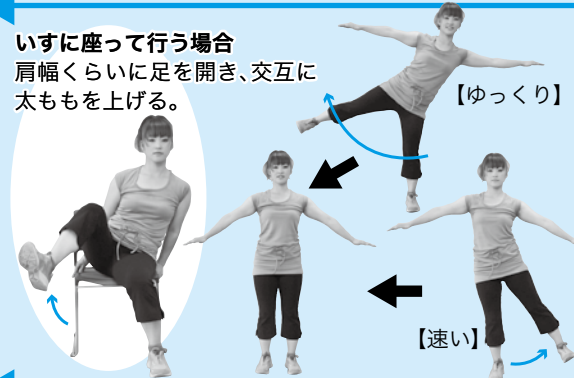 いすに座って行う場合
肩幅くらいに足を開き、交互に
太ももを上げる。
【ゆっくり】
【速い】